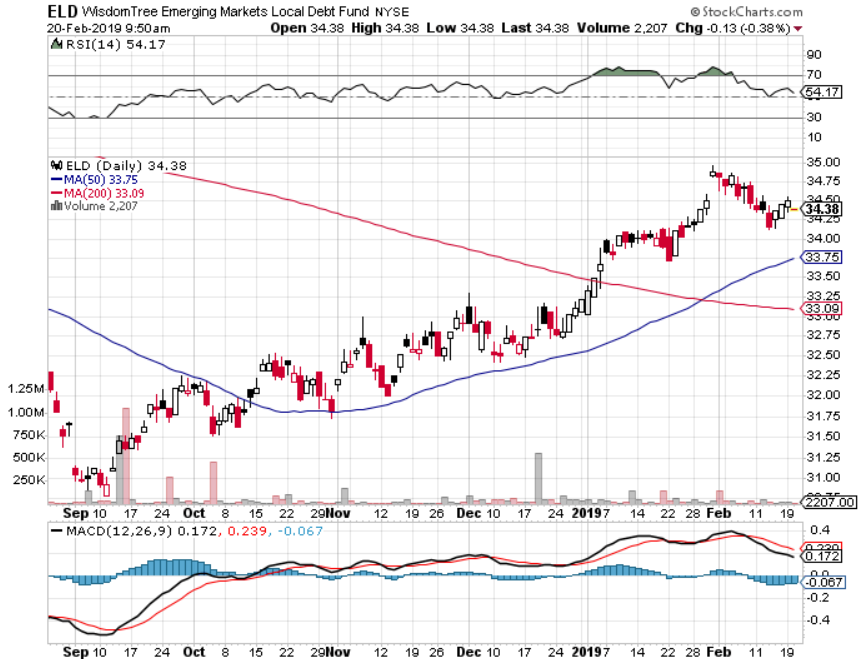 ELD WisdomTree Emerging Markets Local Debt Fund NYSE © StockCharts.com
20-Feb-2019 9:50am Open 34.38 High 34.38 Low 34.38 Last 34.38 Volume 2,207 Chg -0.13 (-0.38%)
RSI(14) 54.17
90
70
54.17
30
10
ELD (Daily) 34.38
MA(50) 33.75
MA(200) 33.09
Volume 2,207
35.00
34.75
34.50
34.38
34.25
34.00
33.75
33.50
33.25
33.09
33.00
32.75
32.50
32.25
32.00
31.75
31.50
31.25
31.00
1.25M
1.00M
750K
500K
250K
2207.00
Sep 10 17 24 Oct 8 15 22 29 Nov 12 19 26 Dec 10 17 24 2019 7 14 22 28 Feb 11 19
MACD(12,26,9) 0.172, 0.239, -0.067
0.4
0.239
0.172
0.0
-0.067
-0.2
-0.4
Sep 10 17 24 Oct 8 15 22 29 Nov 12 19 26 Dec 10 17 24 2019 7 14 22 28 Feb 11 19